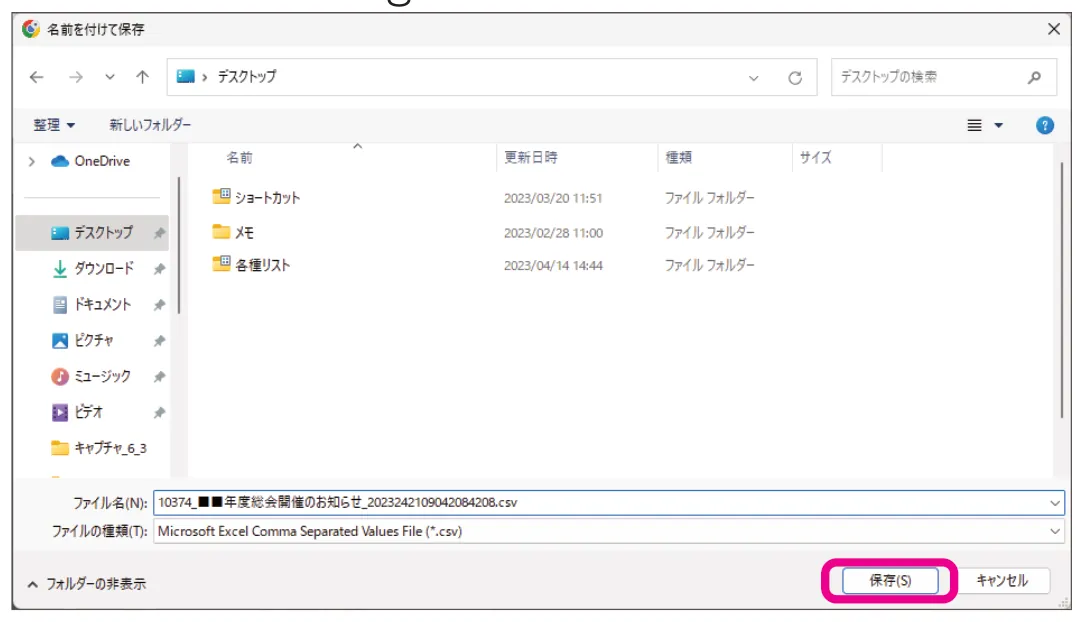 名前を付けて保存
デスクトップ
デスクトップの検索
整理
新しいフォルダー
名前 更新日時 種類 サイズ
OneDrive
デスクトップ
ダウンロード
ドキュメント
ピクチャ
ミュージック
ビデオ
キャプチャ_6_3
ショートカット 2023/03/20 11:51 ファイル フォルダー
メモ 2023/02/28 11:00 ファイル フォルダー
各種リスト 2023/04/14 14:44 ファイル フォルダー
ファイル名(N): 10374_■■年度総会開催のお知らせ_2023242109042084208.csv
ファイルの種類(T): Microsoft Excel Comma Separated Values File (*.csv)
フォルダーの非表示
保存(S)
キャンセル